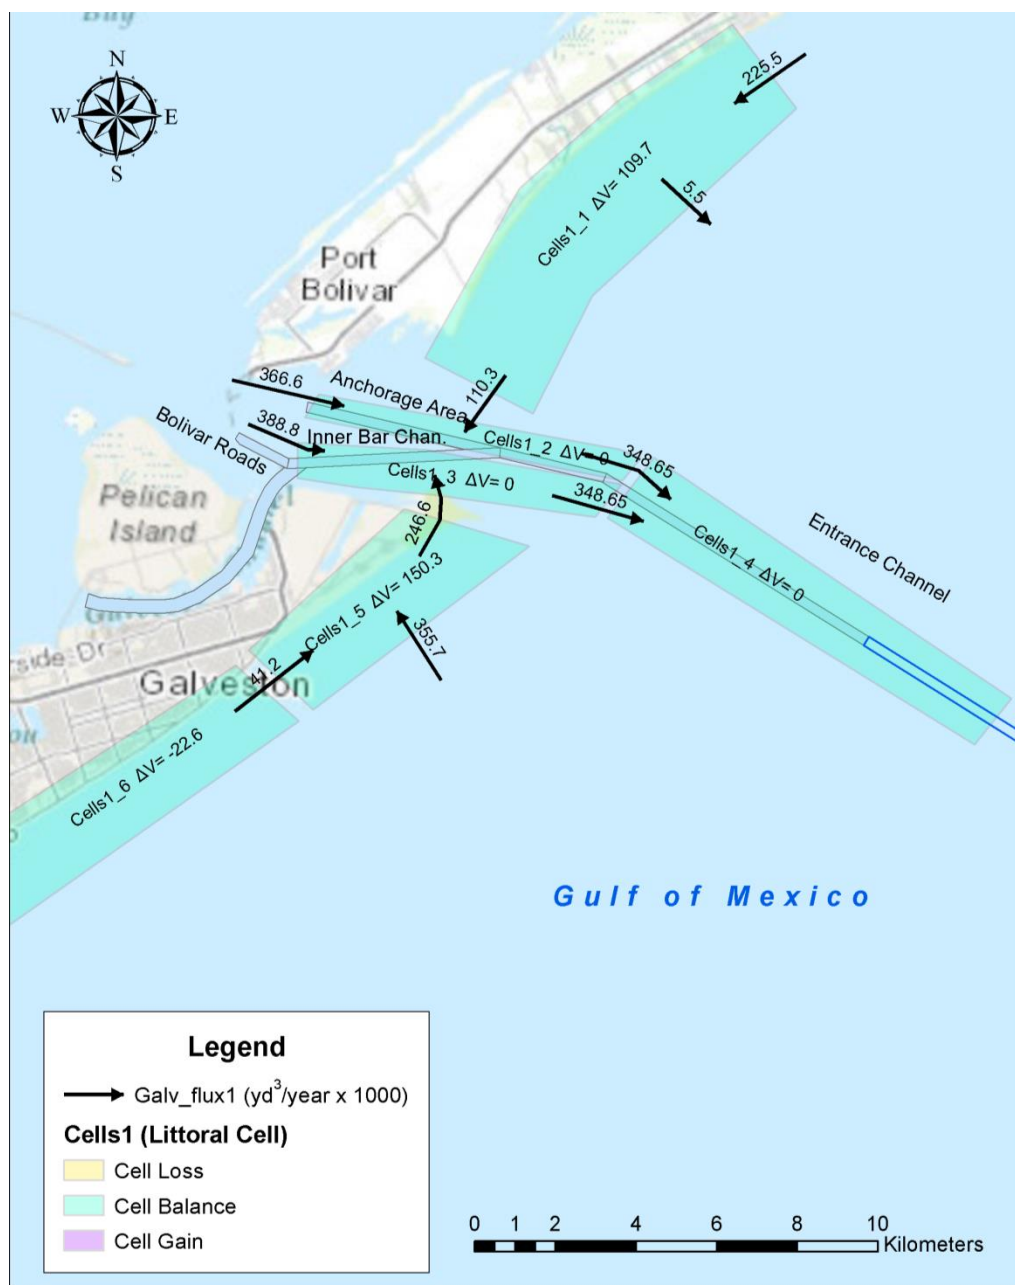 Bay
N
W E
S
225.5
5.5
Cells1_1 ΔV= 109.7
Port
Bolivar
366.6
Anchorage Area
110.3
388.8
Bolivar Roads
Inner Bar Chan.
Cells1_2 ΔV= 0
348.65
Cells1_3 ΔV= 0
348.65
Pelican
Island
246.6
Entrance Channel
Cells1_4 ΔV= 0
Cells1_5 ΔV= 150.3
355.7
41.2
Galveston
Cells1_6 ΔV= -22.6
Gulf of Mexico
Legend
Galv_flux1 (yd³/year x 1000)
Cells1 (Littoral Cell)
Cell Loss
Cell Balance
Cell Gain
0 1 2 4 6 8 10
Kilometers